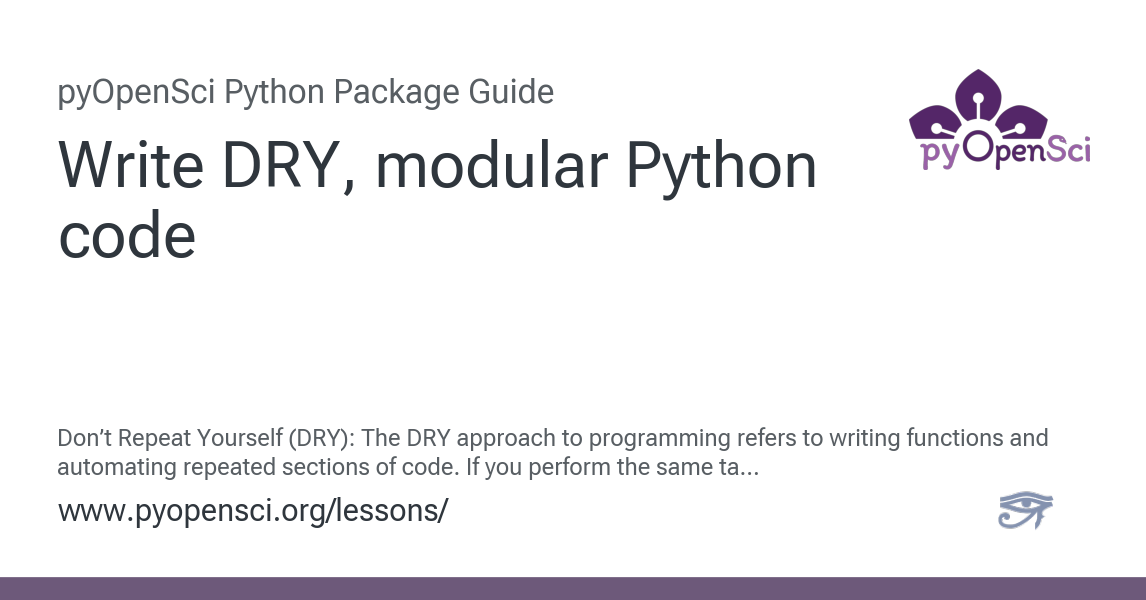 pyOpenSci Python Package Guide
Write DRY, modular Python
code
pyOpenSci
Don’t Repeat Yourself (DRY): The DRY approach to programming refers to writing functions and
automating repeated sections of code. If you perform the same ta...
www.pyopensci.org/lessons/